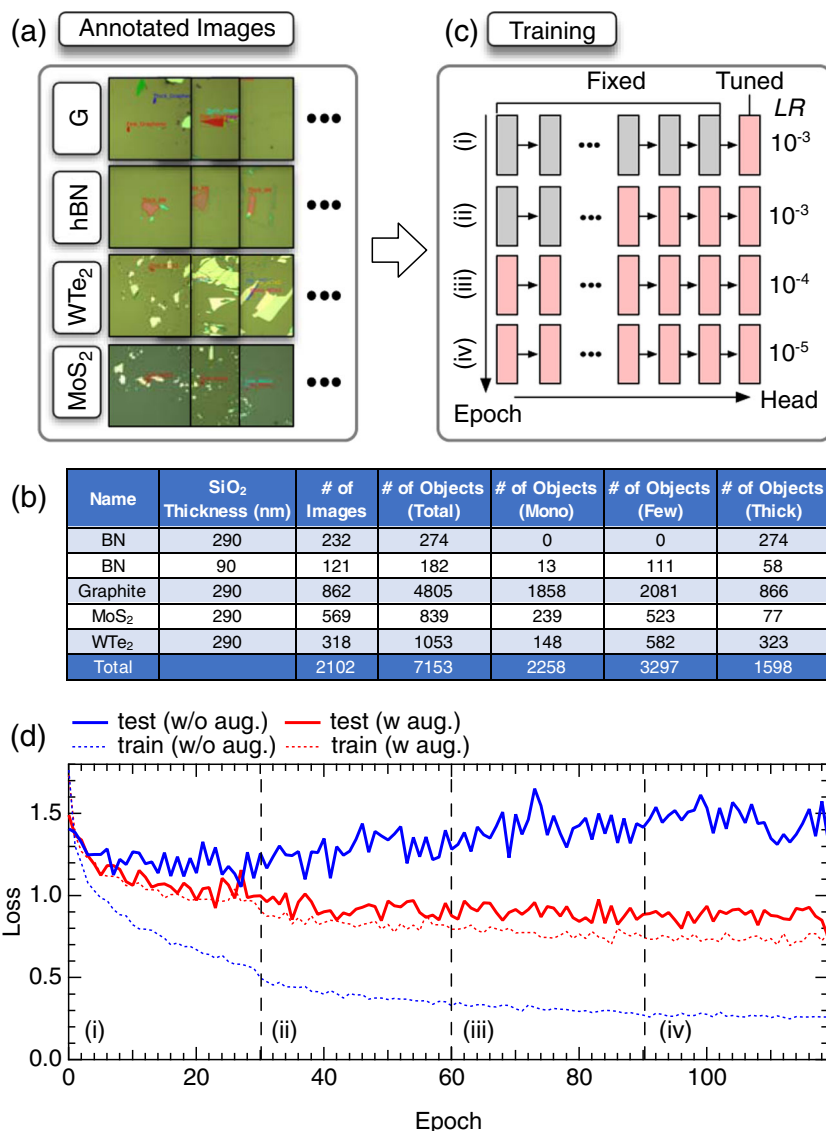 (a) Annotated Images
G
hBN
WTe₂
MoS₂
•••
•••
•••
•••
(c) Training
Fixed Tuned
LR
(i) 10⁻³
(ii) 10⁻³
(iii) 10⁻⁴
(iv) 10⁻⁵
•••
•••
•••
•••
Epoch Head
(b)
Name SiO₂ Thickness (nm) # of Images # of Objects (Total) # of Objects (Mono) # of Objects (Few) # of Objects (Thick)
BN 290 232 274 0 0 274
BN 90 121 182 13 111 58
Graphite 290 862 4805 1858 2081 866
MoS₂ 290 569 839 239 523 77
WTe₂ 290 318 1053 148 582 323
Total 2102 7153 2258 3297 1598
(d)
test (w/o aug.) test (w aug.)
train (w/o aug.) train (w aug.)
Loss
1.5
1.0
0.5
0.0
(i) (ii) (iii) (iv)
0 20 40 60 80 100
Epoch